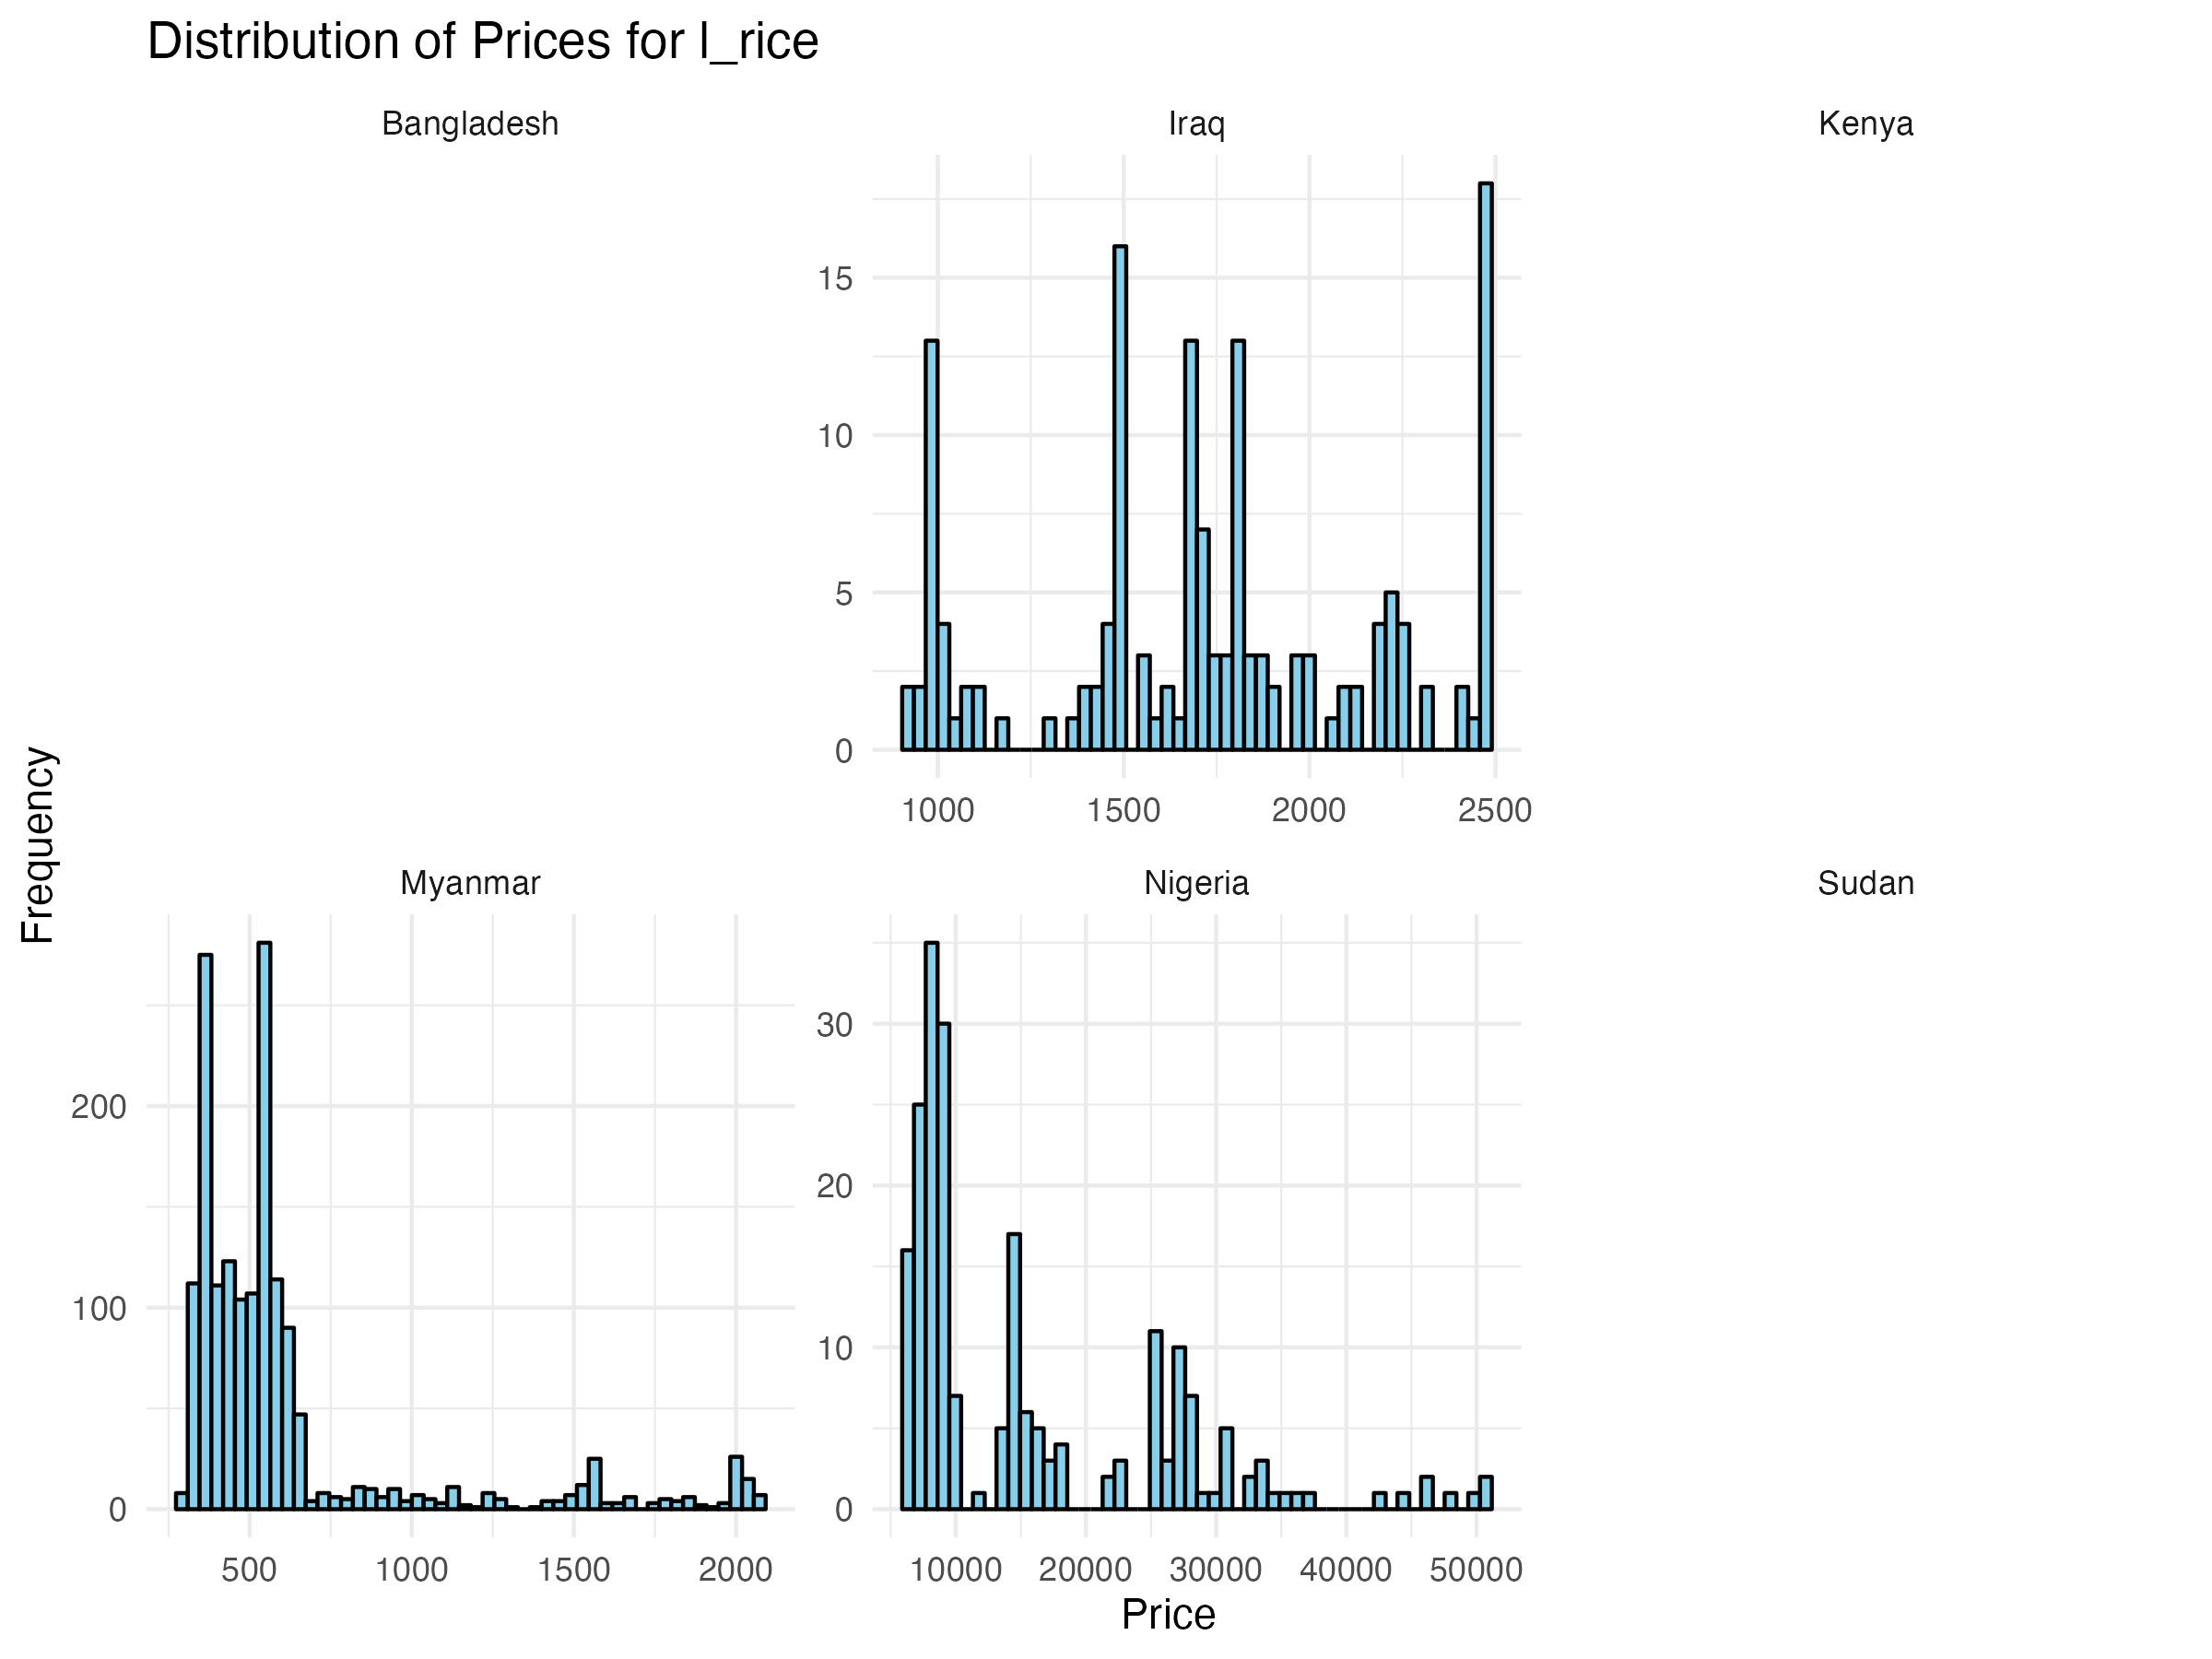 Distribution of Prices for l_rice
Bangladesh
Iraq
Kenya
15
10
5
0
1000 1500 2000 2500
Frequency
Myanmar
Nigeria
Sudan
200
100
0
500 1000 1500 2000
30
20
10
0
10000 20000 30000 40000 50000
Price